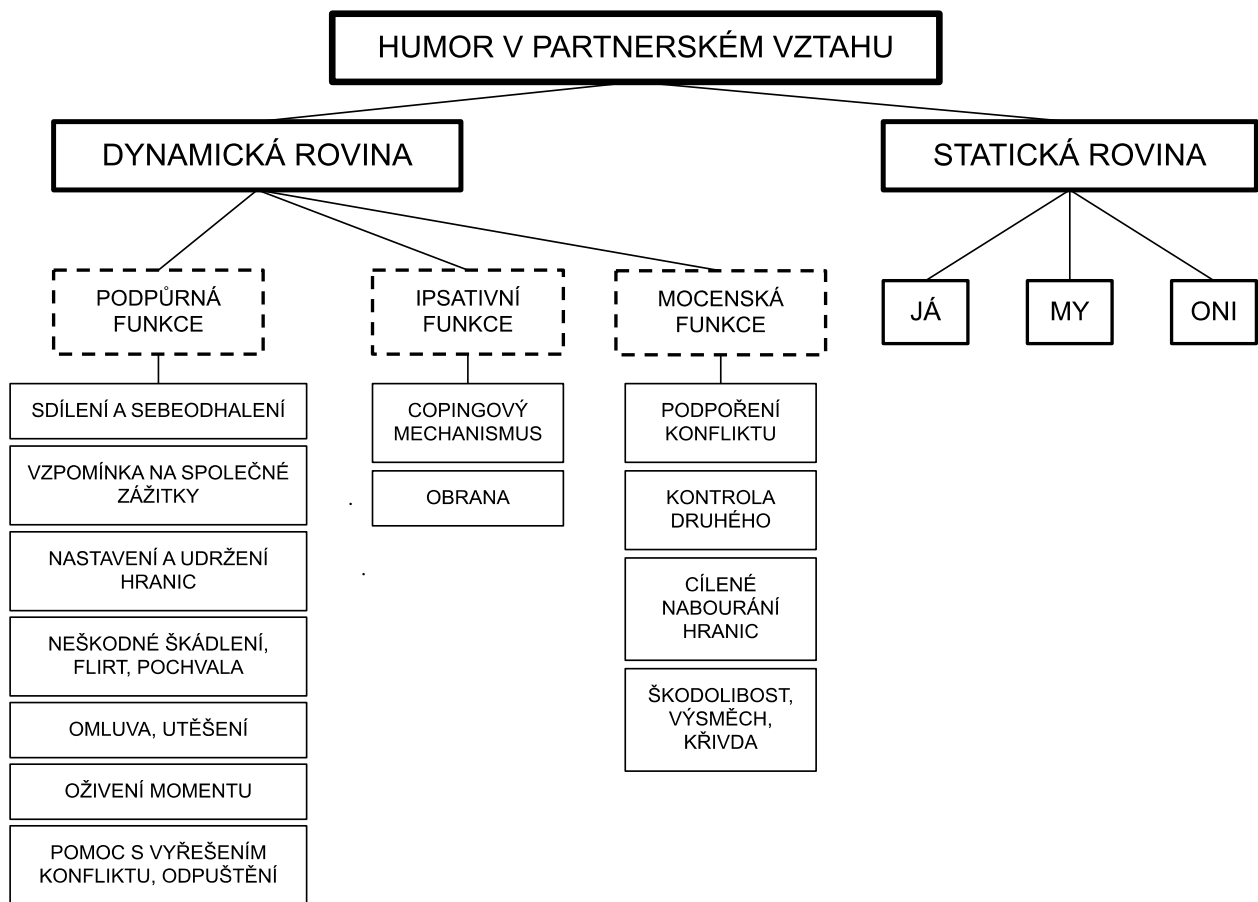 HUMOR V PARTNERSKÉM VZTAHU
DYNAMICKÁ ROVINA
STATICKÁ ROVINA
PODPŮRNÁ
FUNKCE
IPSATIVNÍ
FUNKCE
MOCENSKÁ
FUNKCE
JÁ
MY
ONI
SDÍLENÍ A SEBEODHALENÍ
VZPOMÍNKA NA SPOLEČNÉ
ZÁŽITKY
NASTAVENÍ A UDRŽENÍ
HRANIC
NEŠKODNÉ ŠKÁDLENÍ,
FLIRT, POCHVALA
OMLUVA, UTĚŠENÍ
OŽIVENÍ MOMENTU
POMOC S VYŘEŠENÍM
KONFLIKTU, ODPUŠTĚNÍ
COPINGOVÝ
MECHANISMUS
OBRANA
PODPOŘENÍ
KONFLIKTU
KONTROLA
DRUHÉHO
CÍLENÉ
NABOURÁNÍ
HRANIC
ŠKODOLIBOST,
VÝSMĚCH,
KŘIVDA